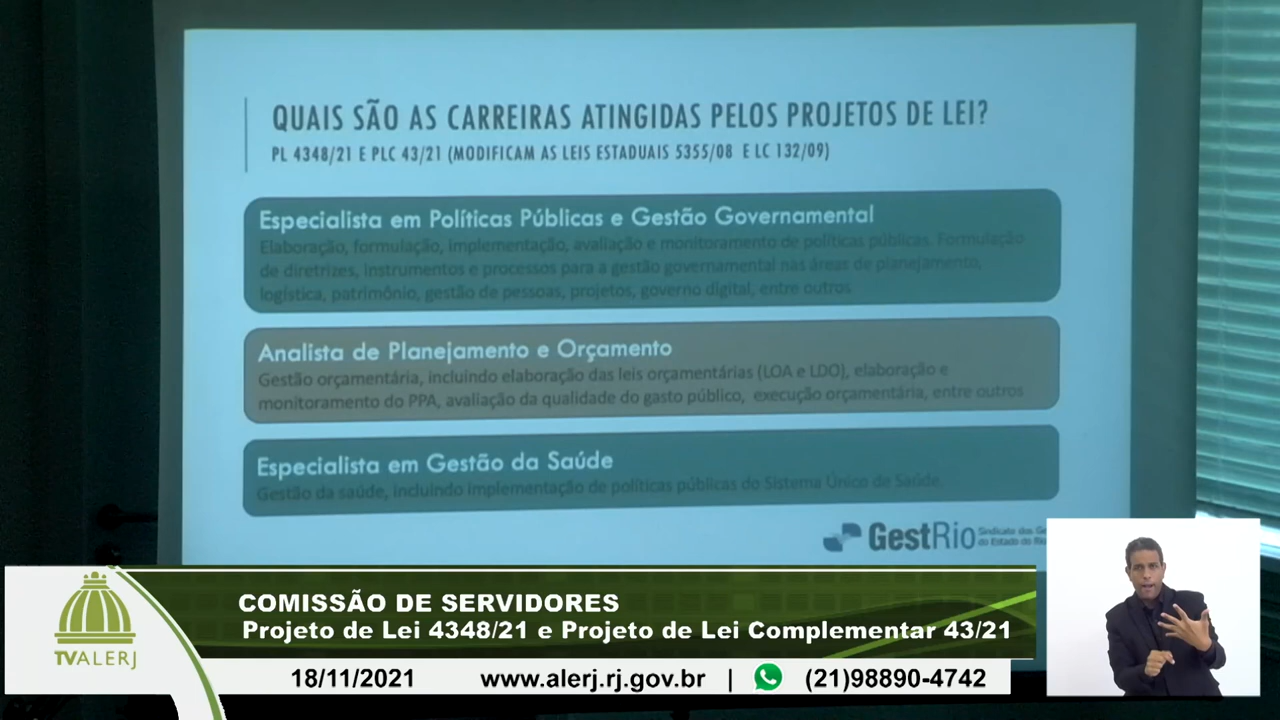 QUAIS SÃO AS CARREIRAS ATINGIDAS PELOS PROJETOS DE LEI?
PL 4348/21 E PLC 43/21 (MODIFICAM AS LEIS ESTADUAIS 5355/08 E LC 132/09)
Especialista em Políticas Públicas e Gestão Governamental
Elaboração, formulação, implementação, avaliação e monitoramento de políticas públicas. Formulação
de diretrizes, instrumentos e processos para a gestão governamental nas áreas de planejamento,
logística, patrimônio, gestão de pessoas, projetos, governo digital, entre outros
Analista de Planejamento e Orçamento
Gestão orçamentária, incluindo elaboração das leis orçamentárias (LOA e LDO), elaboração e
monitoramento do PPA, avaliação da qualidade do gasto público, execução orçamentária, entre outros
Especialista em Gestão da Saúde
Gestão da saúde, incluindo implementação de políticas públicas do Sistema Único de Saúde
GestRio
Sindicato dos
do Estado do
COMISSÃO DE SERVIDORES
Projeto de Lei 4348/21 e Projeto de Lei Complementar 43/21
TVALERJ
18/11/2021 www.alerj.rj.gov.br | (21)98890-4742